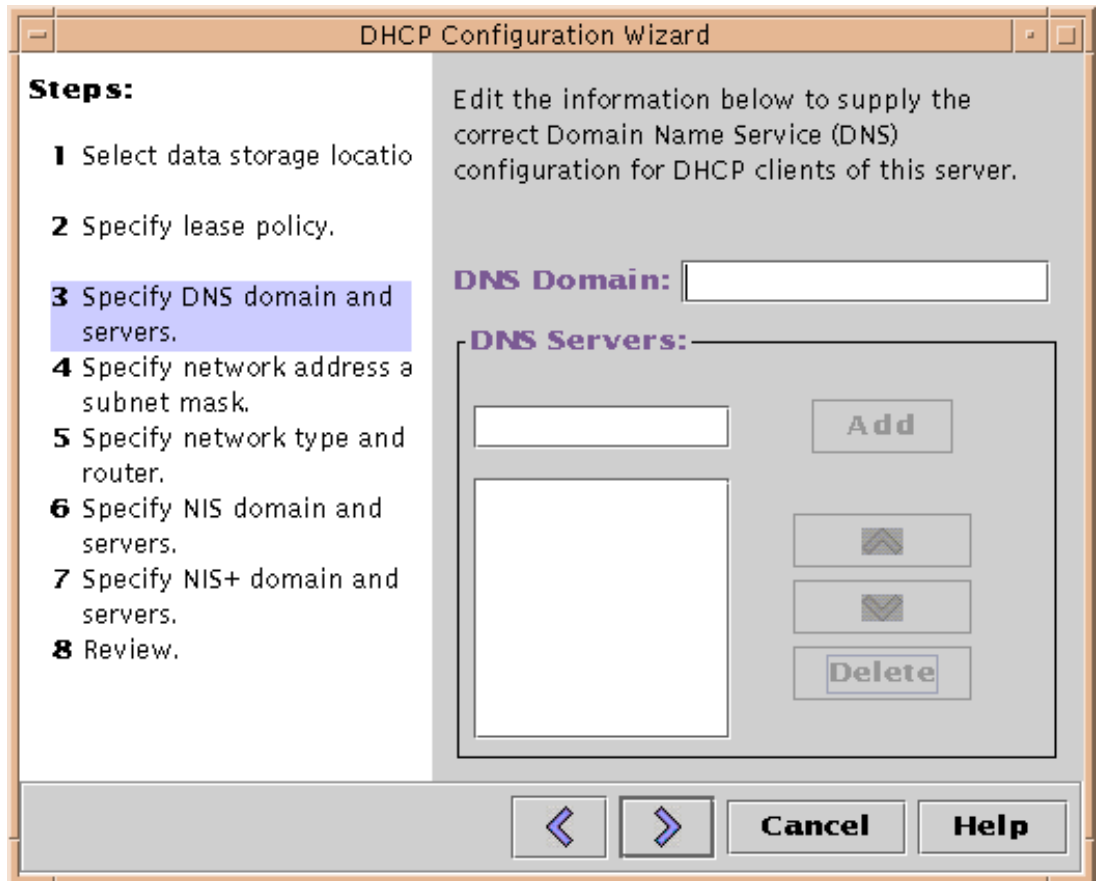 DHCP Configuration Wizard
Steps:
1 Select data storage locatio
2 Specify lease policy.
3 Specify DNS domain and
servers.
4 Specify network address a
subnet mask.
5 Specify network type and
router.
6 Specify NIS domain and
servers.
7 Specify NIS+ domain and
servers.
8 Review.
Edit the information below to supply the
correct Domain Name Service (DNS)
configuration for DHCP clients of this server.
DNS Domain:
DNS Servers:
Add
Delete
Cancel
Help